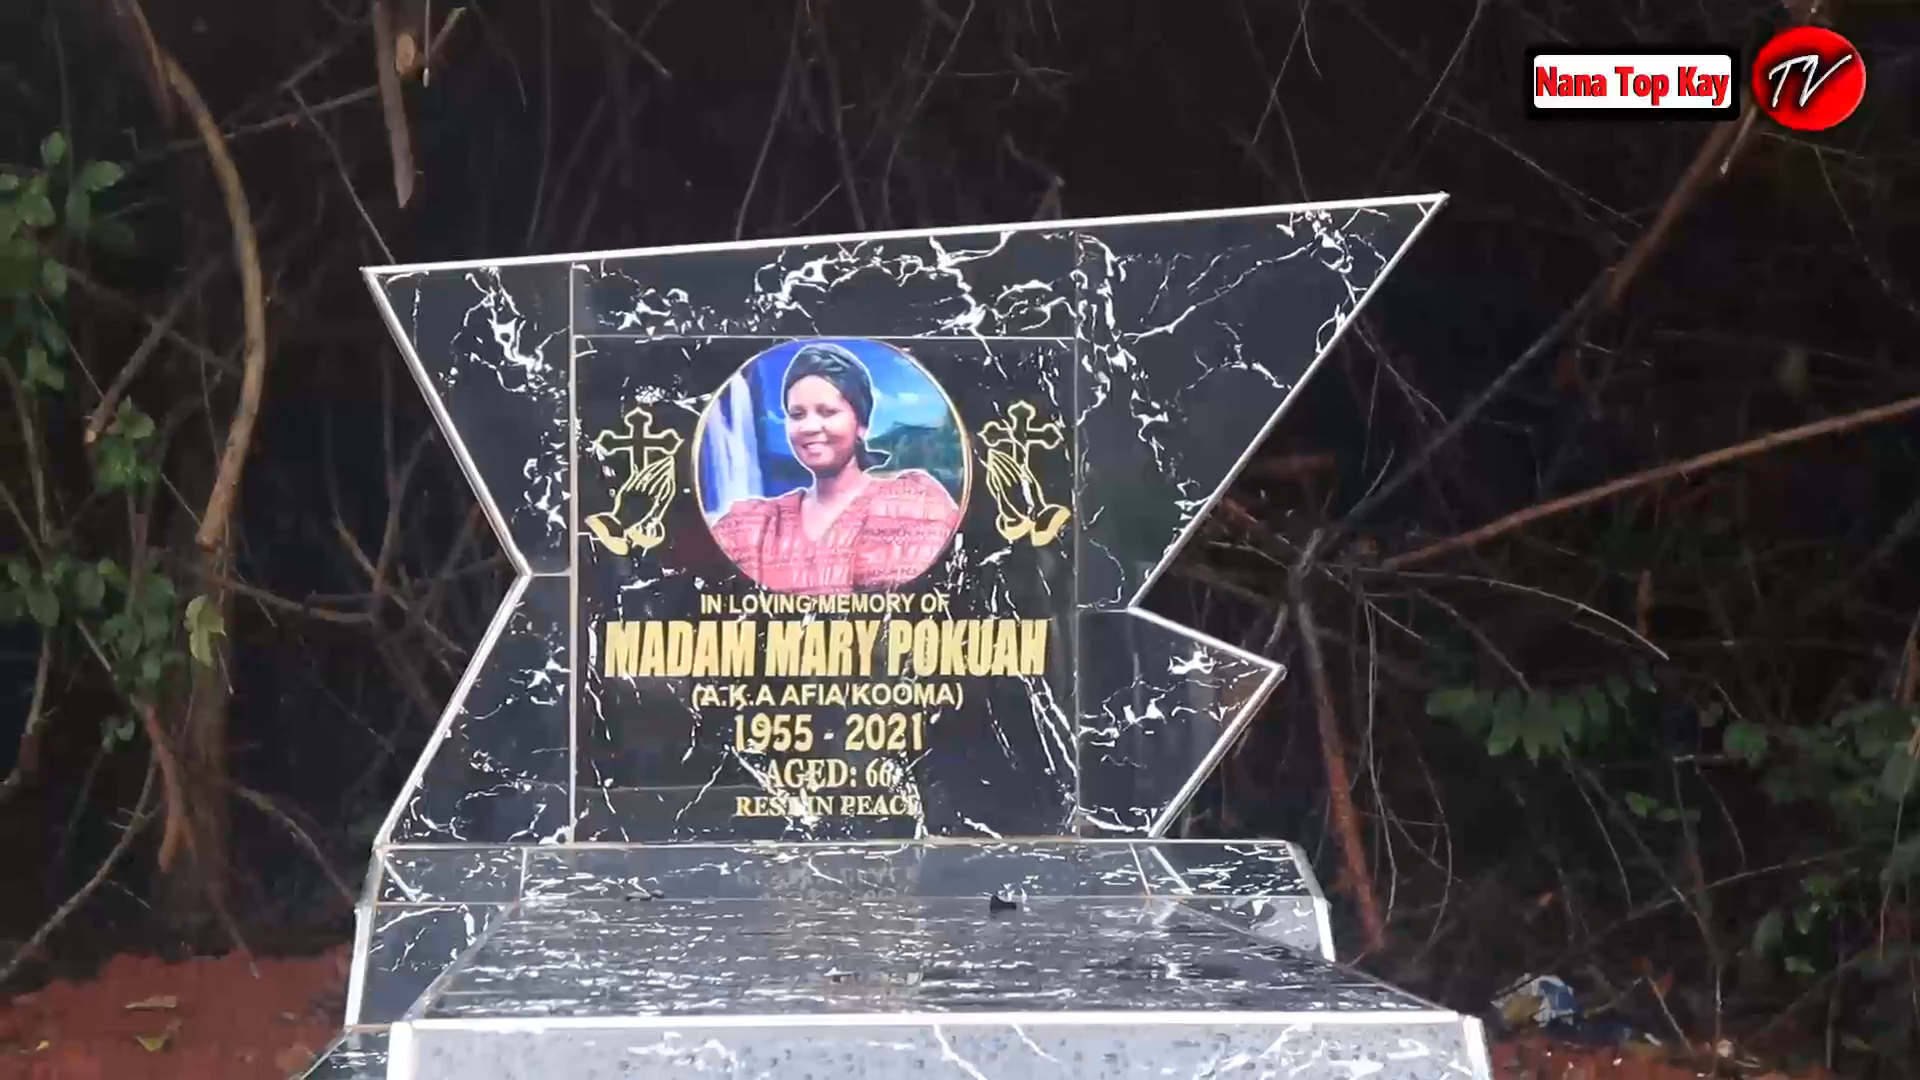 Nana Top Kay
TV
IN LOVING MEMORY OF
MADAM MARY POKUAH
(A.K.A AFIA KOOMA)
1955 - 2021
AGED: 66
REST IN PEACE